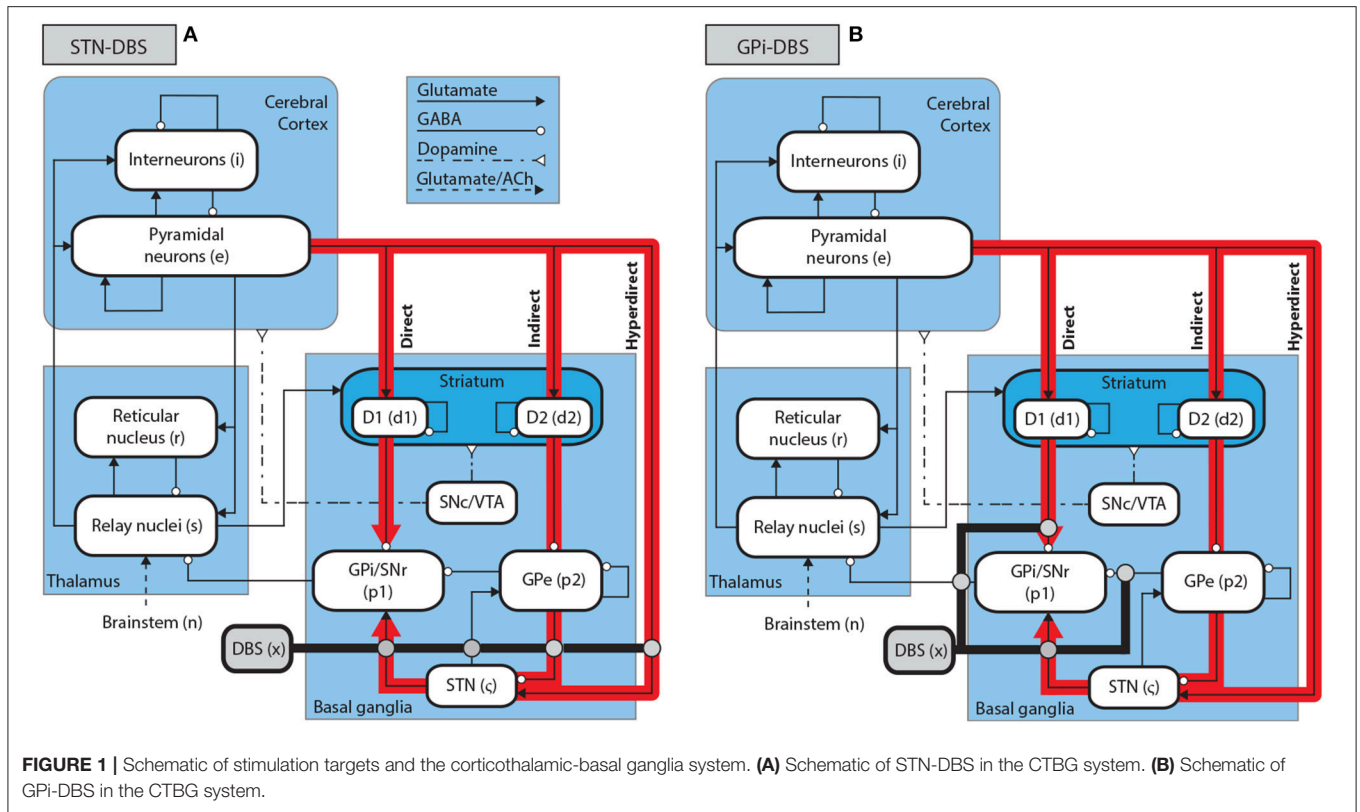 STN-DBS
A
Cerebral
Cortex
Interneurons (i)
Pyramidal
neurons (e)
Glutamate
GABA
Dopamine
Glutamate/ACh
Direct
Indirect
Hyperdirect
Striatum
D1 (d1)
D2 (d2)
Reticular
nucleus (r)
SNc/VTA
Relay nuclei (s)
GPi/SNr
(p1)
GPe (p2)
Thalamus
Brainstem (n)
DBS (x)
STN (ς)
Basal ganglia
GPi-DBS
B
Cerebral
Cortex
Interneurons (i)
Pyramidal
neurons (e)
Direct
Indirect
Hyperdirect
Striatum
D1 (d1)
D2 (d2)
Reticular
nucleus (r)
SNc/VTA
Relay nuclei (s)
GPi/SNr
(p1)
GPe (p2)
Thalamus
Brainstem (n)
DBS (x)
STN (ς)
Basal ganglia
FIGURE 1 | Schematic of stimulation targets and the corticothalamic-basal ganglia system. (A) Schematic of STN-DBS in the CTBG system. (B) Schematic of
GPi-DBS in the CTBG system.